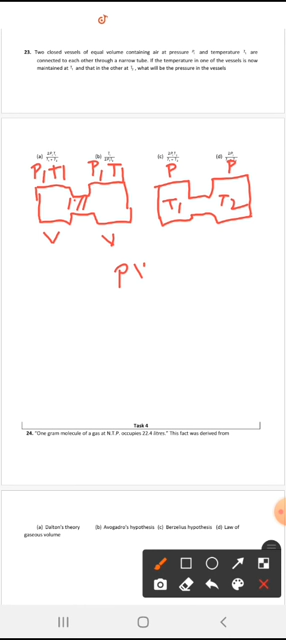 23. Two closed vessels of equal volume containing air at pressure P₁ and temperature T₁ are
connected to each other through a narrow tube. If the temperature in one of the vessels is now
maintained at T₁ and that in the other at T₂, what will be the pressure in the vessels
(a) (b) (c) (d)
P₁ T1 P₁ T₁ P P
T₁ T₂
V V
PV
Task 4
24. "One gram molecule of a gas at N.T.P. occupies 22.4 litres." This fact was derived from
(a) Dalton's theory (b) Avogadro's hypothesis (c) Berzelius hypothesis (d) Law of
gaseous volume